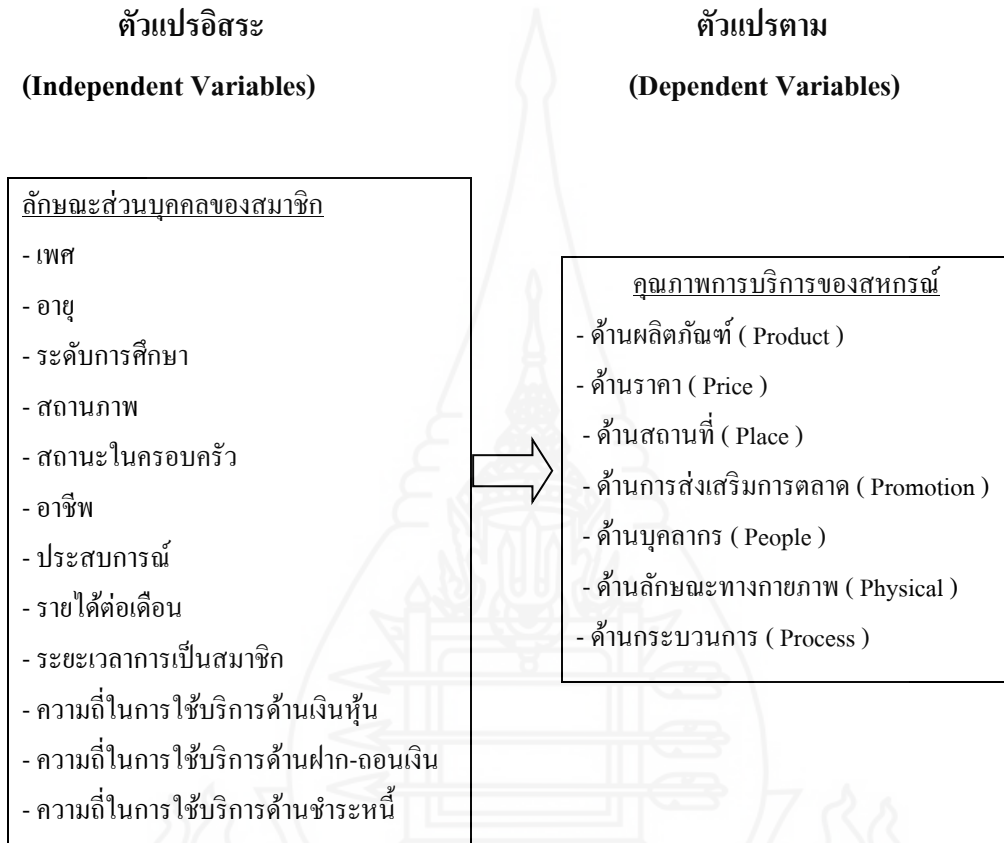 ตัวแปรอิสระ
(Independent Variables)
ตัวแปรตาม
(Dependent Variables)
ลักษณะส่วนบุคคลของสมาชิก
- เพศ
- อายุ
- ระดับการศึกษา
- สถานภาพ
- สถานะในครอบครัว
- อาชีพ
- ประสบการณ์
- รายได้ต่อเดือน
- ระยะเวลาการเป็นสมาชิก
- ความถี่ในการใช้บริการด้านเงินหุ้น
- ความถี่ในการใช้บริการด้านฝาก-ถอนเงิน
- ความถี่ในการใช้บริการด้านชำระหนี้
คุณภาพการบริการของสหกรณ์
- ด้านผลิตภัณฑ์ ( Product )
- ด้านราคา ( Price )
- ด้านสถานที่ ( Place )
- ด้านการส่งเสริมการตลาด ( Promotion )
- ด้านบุคลากร ( People )
- ด้านลักษณะทางกายภาพ ( Physical )
- ด้านกระบวนการ ( Process )